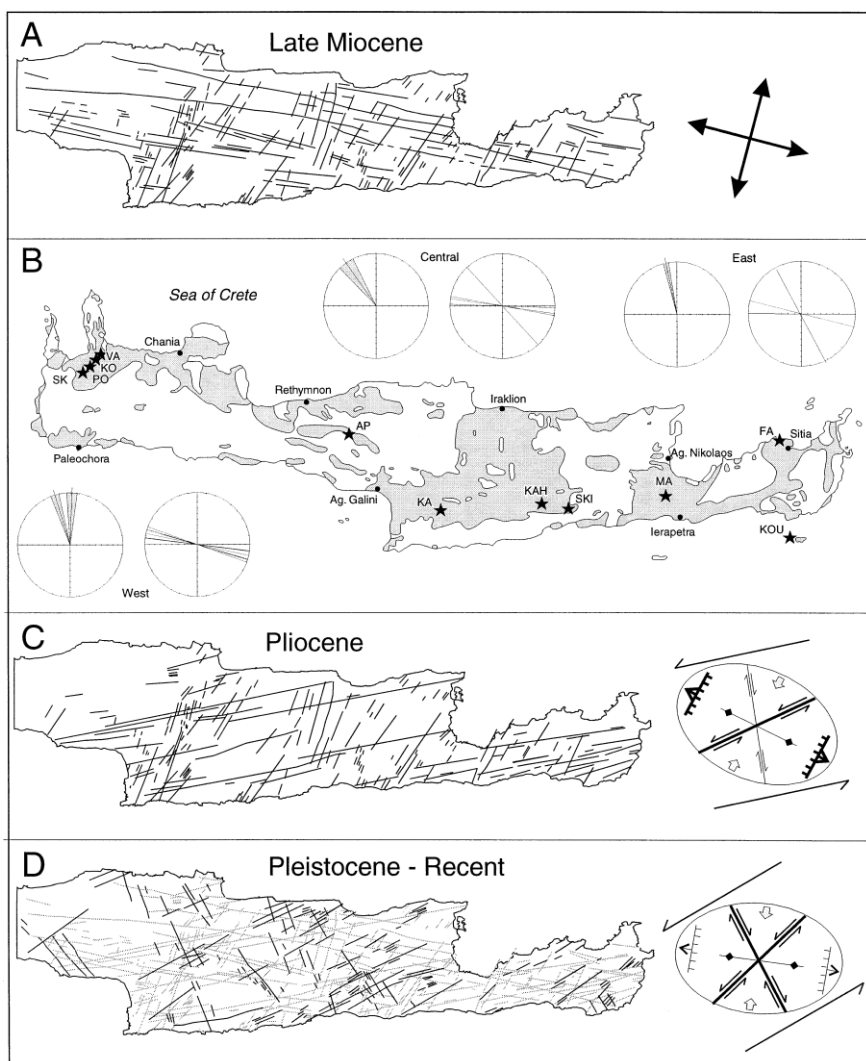 A
Late Miocene
B
Central
East
Sea of Crete
Chania
VA
KO
SK
PO
Rethymnon
Iraklion
AP
FA
Sitia
Paleochora
Ag. Nikolaos
Ag. Galini
KA
KAH
SKI
MA
Ierapetra
KOU
West
C
Pliocene
D
Pleistocene - Recent